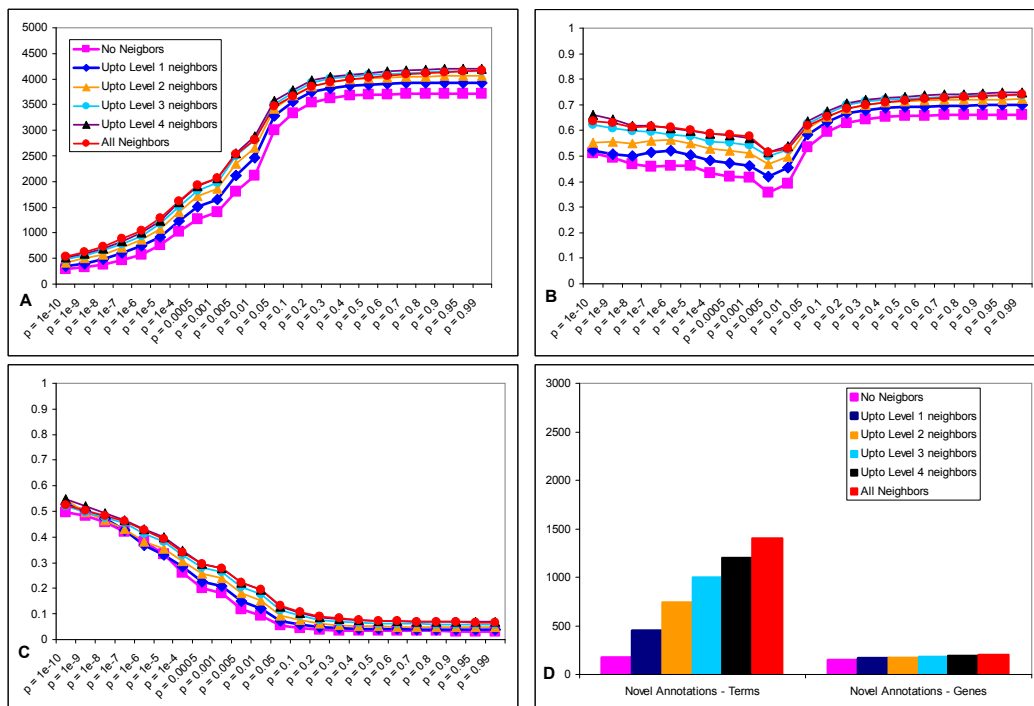 5000
4500
4000
3500
3000
2500
2000
1500
1000
500
0
No Neigbors
Upto Level 1 neighbors
Upto Level 2 neighbors
Upto Level 3 neighbors
Upto Level 4 neighbors
All Neighbors
A
p = 1e-10
p = 1e-9
p = 1e-8
p = 1e-7
p = 1e-6
p = 1e-5
p = 1e-4
p = 0.0005
p = 0.001
p = 0.005
p = 0.01
p = 0.05
p = 0.1
p = 0.2
p = 0.3
p = 0.4
p = 0.5
p = 0.6
p = 0.7
p = 0.8
p = 0.9
p = 0.95
p = 0.99
1
0.9
0.8
0.7
0.6
0.5
0.4
0.3
0.2
0.1
0
B
p = 1e-10
p = 1e-9
p = 1e-8
p = 1e-7
p = 1e-6
p = 1e-5
p = 1e-4
p = 0.0005
p = 0.001
p = 0.005
p = 0.01
p = 0.05
p = 0.1
p = 0.2
p = 0.3
p = 0.4
p = 0.5
p = 0.6
p = 0.7
p = 0.8
p = 0.9
p = 0.95
p = 0.99
1
0.9
0.8
0.7
0.6
0.5
0.4
0.3
0.2
0.1
0
C
p = 1e-10
p = 1e-9
p = 1e-8
p = 1e-7
p = 1e-6
p = 1e-5
p = 1e-4
p = 0.0005
p = 0.001
p = 0.005
p = 0.01
p = 0.05
p = 0.1
p = 0.2
p = 0.3
p = 0.4
p = 0.5
p = 0.6
p = 0.7
p = 0.8
p = 0.9
p = 0.95
p = 0.99
3000
2500
2000
1500
1000
500
0
No Neigbors
Upto Level 1 neighbors
Upto Level 2 neighbors
Upto Level 3 neighbors
Upto Level 4 neighbors
All Neighbors
D
Novel Annotations - Terms
Novel Annotations - Genes